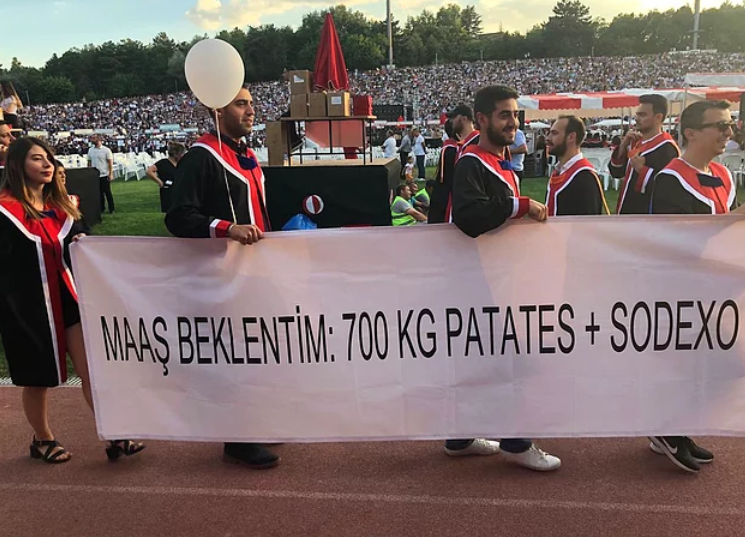 MAAŞ BEKLENTİM: 700 KG PATATES + SODEXO